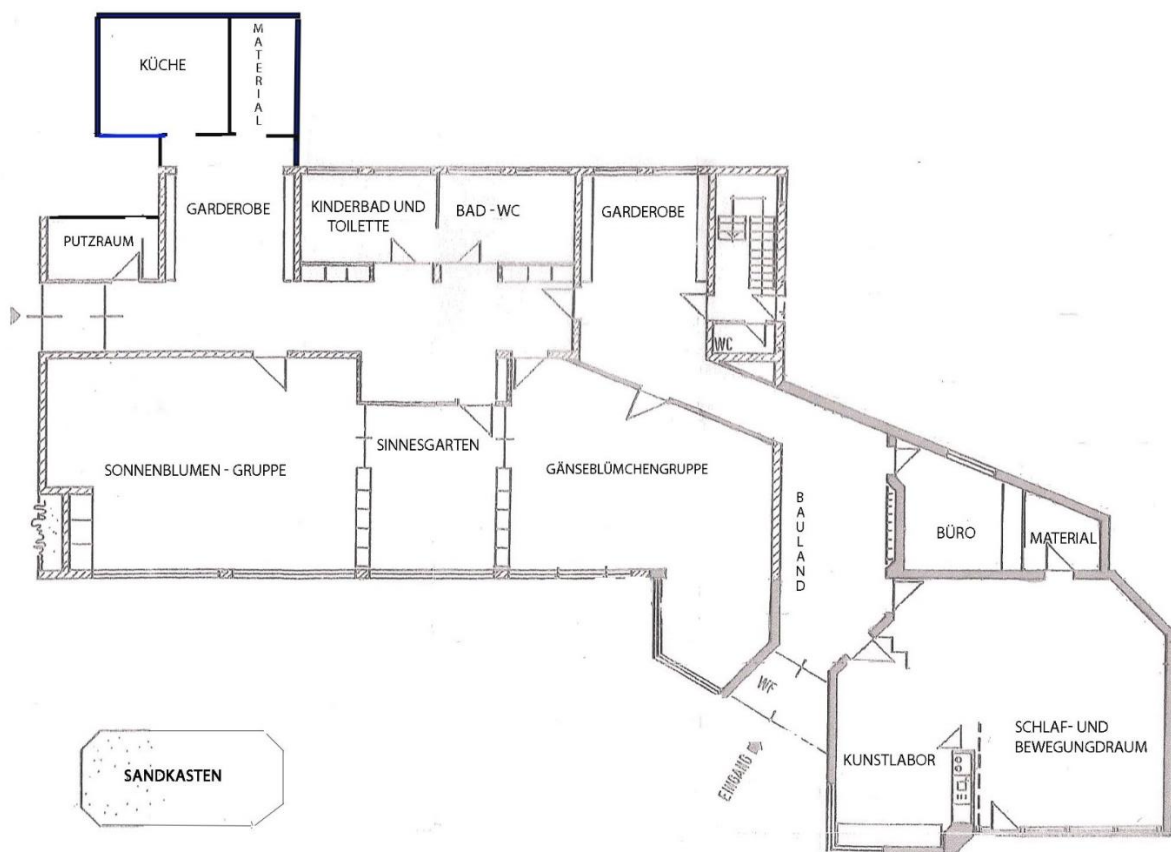 KÜCHE
MATERIAL
GARDEROBE
KINDERBAD UND
TOILETTE
BAD - WC
GARDEROBE
PUTZRAUM
WC
SONNENBLUMEN - GRUPPE
SINNESGARTEN
GÄNSEBLÜMCHENGRUPPE
BAULAND
BÜRO
MATERIAL
WF
EINGANG
KUNSTLABOR
SCHLAF- UND
BEWEGUNGDRAUM
SANDKASTEN